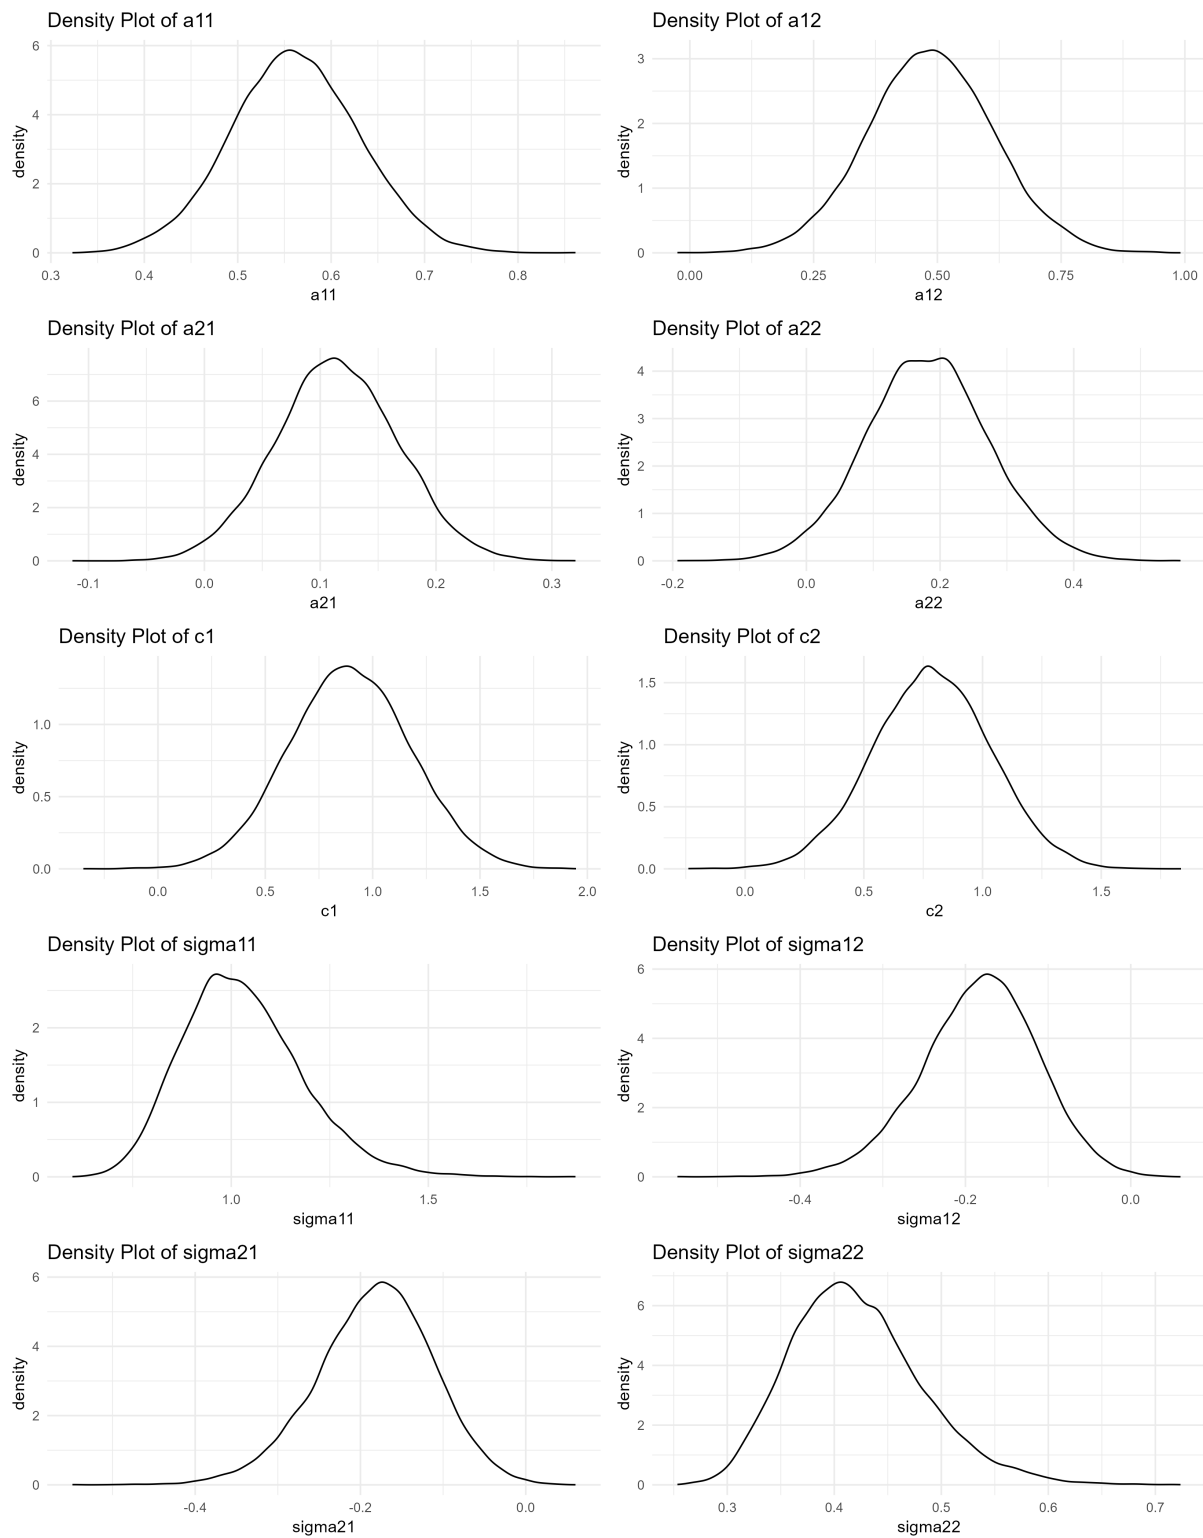 Density Plot of a11
6
4
2
0
density
0.3 0.4 0.5 0.6 0.7 0.8
a11
Density Plot of a12
3
2
1
0
density
0.00 0.25 0.50 0.75 1.00
a12
Density Plot of a21
6
4
2
0
density
-0.1 0.0 0.1 0.2 0.3
a21
Density Plot of a22
4
3
2
1
0
density
-0.2 0.0 0.2 0.4
a22
Density Plot of c1
1.0
0.5
0.0
density
0.0 0.5 1.0 1.5 2.0
c1
Density Plot of c2
1.5
1.0
0.5
0.0
density
0.0 0.5 1.0 1.5
c2
Density Plot of sigma11
2
1
0
density
1.0 1.5
sigma11
Density Plot of sigma12
6
4
2
0
density
-0.4 -0.2 0.0
sigma12
Density Plot of sigma21
6
4
2
0
density
-0.4 -0.2 0.0
sigma21
Density Plot of sigma22
6
4
2
0
density
0.3 0.4 0.5 0.6 0.7
sigma22